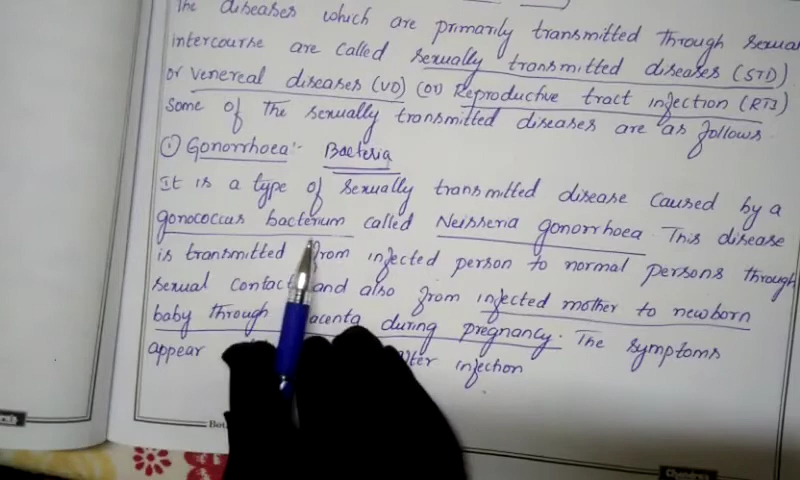 The diseases which are primarily transmitted through sexual
intercourse are called sexually transmitted diseases (STD)
or venereal diseases (VD) (or) Reproductive tract infection (RTI)
Some of the sexually transmitted diseases are as follows.
① Gonorrhoea:- Bacteria
It is a type of sexually transmitted disease caused by a
gonococcus bacterium called Neisseria gonorrhoea. This disease
is transmitted from infected person to normal persons through
sexual contact and also from infected mother to newborn
baby through placenta during pregnancy. The symptoms
appear after infection